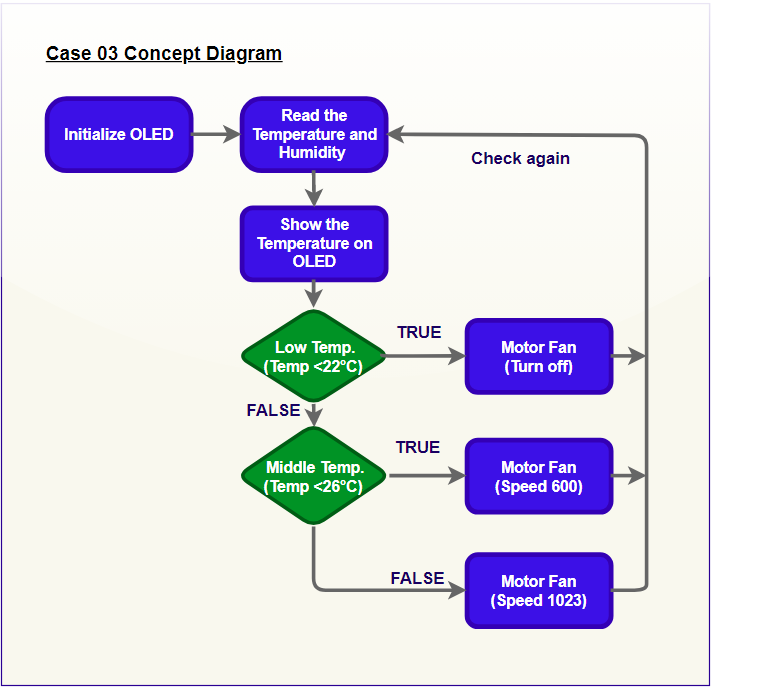 Case 03 Concept Diagram
Initialize OLED
Read the
Temperature and
Humidity
Check again
Show the
Temperature on
OLED
Low Temp.
(Temp <22°C)
TRUE
Motor Fan
(Turn off)
FALSE
Middle Temp.
(Temp <26°C)
TRUE
Motor Fan
(Speed 600)
FALSE
Motor Fan
(Speed 1023)